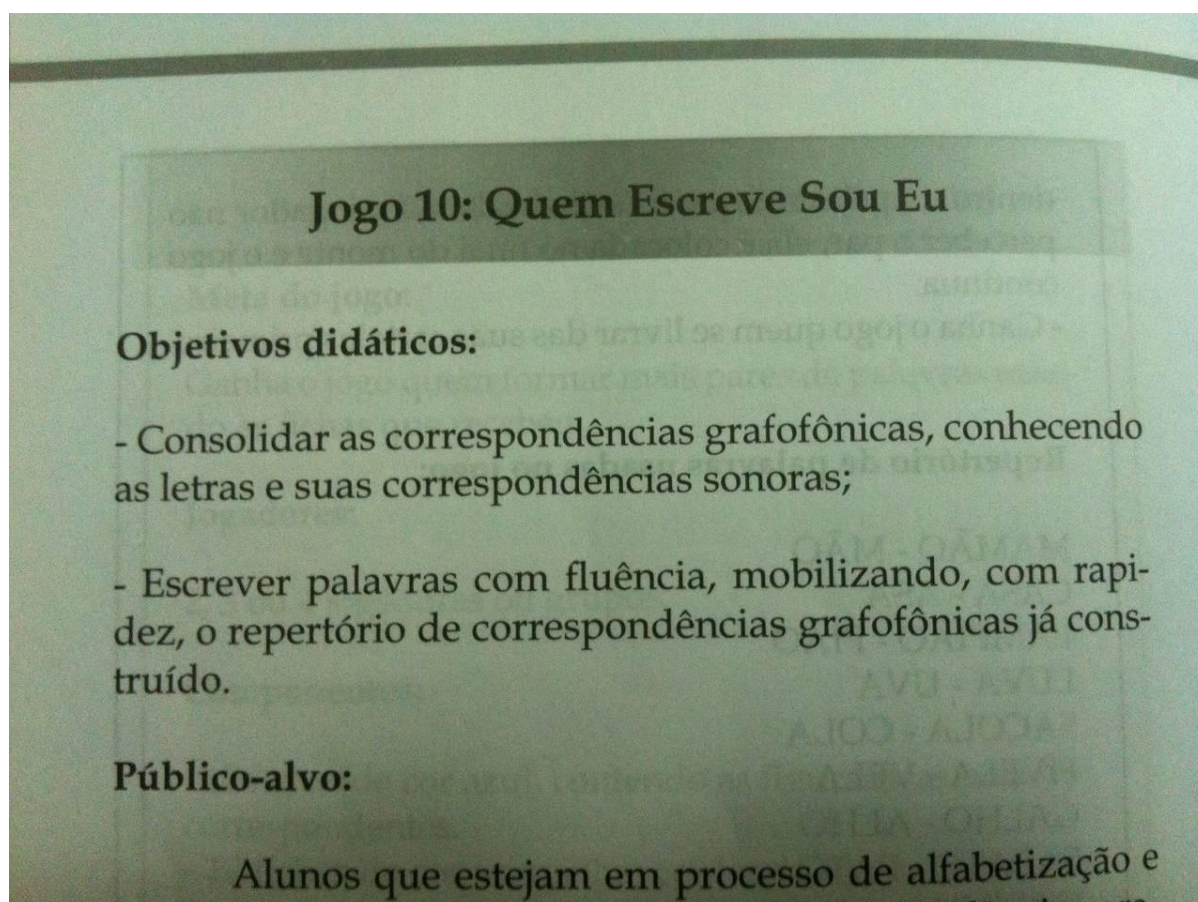 Jogo 10: Quem Escreve Sou Eu
Objetivos didáticos:
- Consolidar as correspondências grafofônicas, conhecendo
as letras e suas correspondências sonoras;
- Escrever palavras com fluência, mobilizando, com rapi-
dez, o repertório de correspondências grafofônicas já cons-
truído.
Público-alvo:
Alunos que estejam em processo de alfabetização e